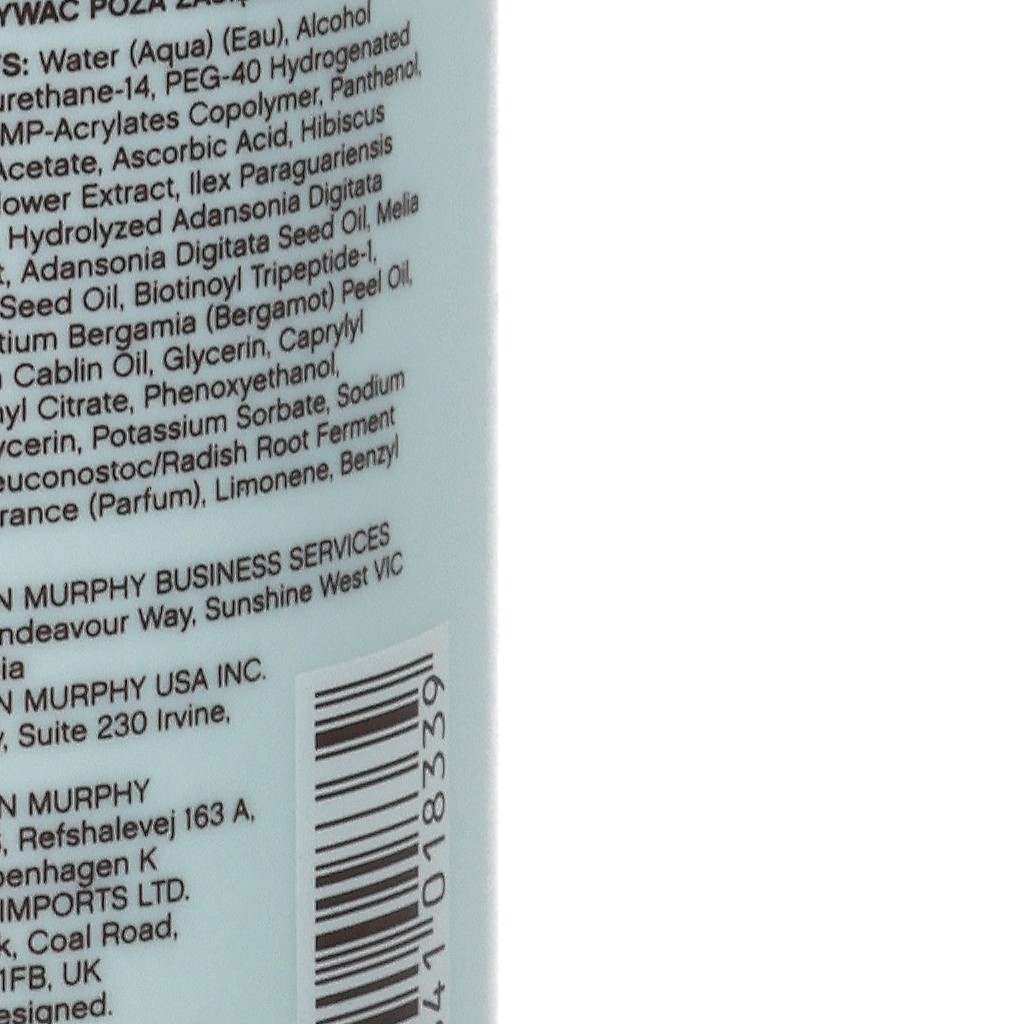 YWAĆ POZA
S: Water (Aqua) (Eau), Alcohol
urethane-14, PEG-40 Hydrogenated
MP-Acrylates Copolymer, Panthenol,
Acetate, Ascorbic Acid, Hibiscus
lower Extract, Ilex Paraguariensis
Hydrolyzed Adansonia Digitata
t, Adansonia Digitata Seed Oil, Melia
Seed Oil, Biotinoyl Tripeptide-1,
tium Bergamia (Bergamot) Peel Oil,
Cablin Oil, Glycerin, Caprylyl
hyl Citrate, Phenoxyethanol,
ycerin, Potassium Sorbate, Sodium
euconostoc/Radish Root Ferment
rance (Parfum), Limonene, Benzyl
N MURPHY BUSINESS SERVICES
ndeavour Way, Sunshine West VIC
ia
N MURPHY USA INC.
, Suite 230 Irvine,
N MURPHY
, Refshalevej 163 A,
penhagen K
IMPORTS LTD.
k, Coal Road,
1FB, UK
esigned.
41018339